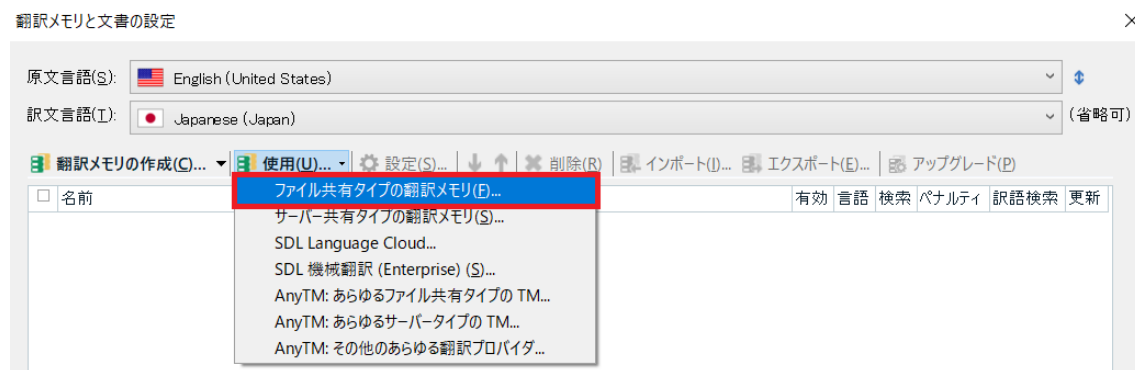 翻訳メモリと文書の設定
原文言語(S): English (United States)
訳文言語(T): Japanese (Japan) (省略可)
翻訳メモリの作成(C)... 使用(U)... 設定(S)... 削除(R) インポート(I)... エクスポート(E)... アップグレード(P)
名前 有効 言語 検索 ペナルティ 訳語検索 更新
ファイル共有タイプの翻訳メモリ(F)...
サーバー共有タイプの翻訳メモリ(S)...
SDL Language Cloud...
SDL 機械翻訳 (Enterprise) (S)...
AnyTM: あらゆるファイル共有タイプの TM...
AnyTM: あらゆるサーバータイプの TM...
AnyTM: その他のあらゆる翻訳プロバイダ...